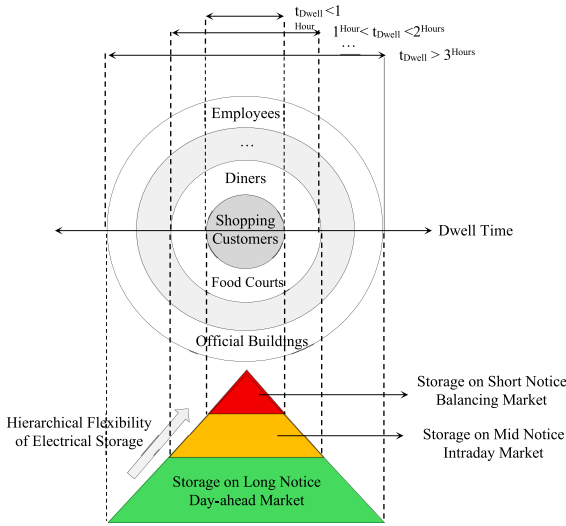 tDwell <1
Hour
1Hour< tDwell <2Hours
...
tDwell > 3Hours
Employees
...
Diners
Shopping
Customers
Dwell Time
Food Courts
Official Buildings
Storage on Short Notice
Balancing Market
Hierarchical Flexibility
of Electrical Storage
Storage on Mid Notice
Intraday Market
Storage on Long Notice
Day-ahead Market